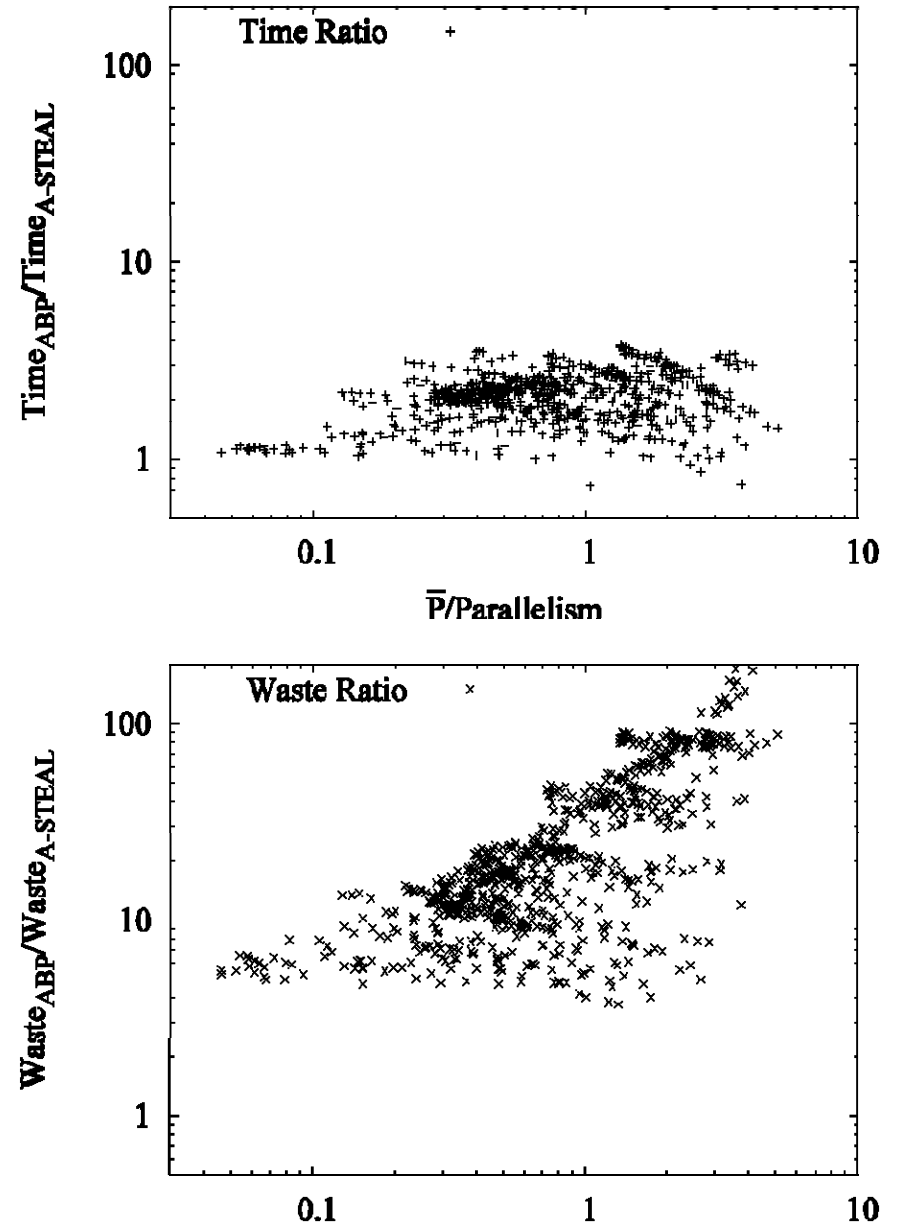 Time Ratio +
100
10
1
Time_ABP/Time_A-STEAL
0.1 1 10
P̅/Parallelism
Waste Ratio ×
100
10
1
Waste_ABP/Waste_A-STEAL
0.1 1 10